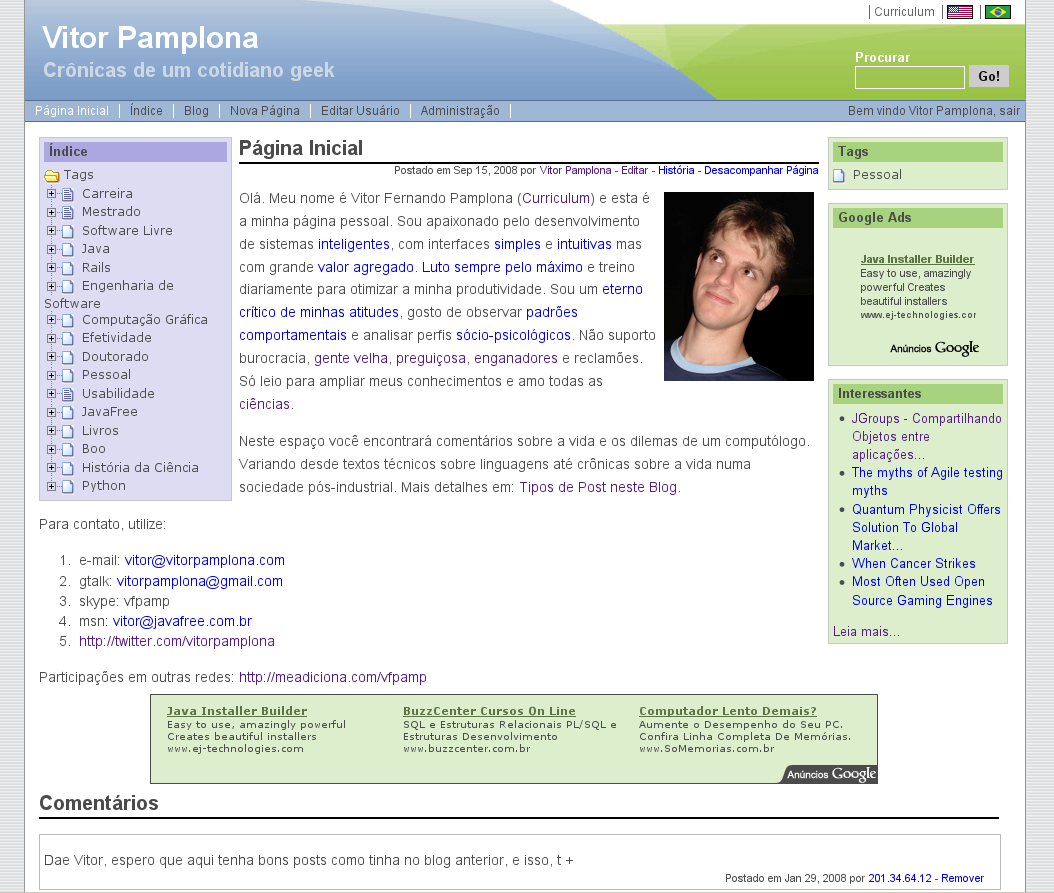 Curriculum
Vitor Pamplona
Crônicas de um cotidiano geek
Procurar
Go!
Página Inicial
Índice
Blog
Nova Página
Editar Usuário
Administração
Bem vindo Vitor Pamplona, sair
Índice
Tags
Carreira
Mestrado
Software Livre
Java
Rails
Engenharia de
Software
Computação Gráfica
Efetividade
Doutorado
Pessoal
Usabilidade
JavaFree
Livros
Boo
História da Ciência
Python
Página Inicial
Postado em Sep 15, 2008 por Vitor Pamplona - Editar - História - Desacompanhar Página
Olá. Meu nome é Vitor Fernando Pamplona (Curriculum) e esta é
a minha página pessoal. Sou apaixonado pelo desenvolvimento
de sistemas inteligentes, com interfaces simples e intuitivas mas
com grande valor agregado. Luto sempre pelo máximo e treino
diariamente para otimizar a minha produtividade. Sou um eterno
crítico de minhas atitudes, gosto de observar padrões
comportamentais e analisar perfis sócio-psicológicos. Não suporto
burocracia, gente velha, preguiçosa, enganadores e reclamões.
Só leio para ampliar meus conhecimentos e amo todas as
ciências.
Neste espaço você encontrará comentários sobre a vida e os dilemas de um computólogo.
Variando desde textos técnicos sobre linguagens até crônicas sobre a vida numa
sociedade pós-industrial. Mais detalhes em: Tipos de Post neste Blog.
Para contato, utilize:
1. e-mail: vitor@vitorpamplona.com
2. gtalk: vitorpamplona@gmail.com
3. skype: vfpamp
4. msn: vitor@javafree.com.br
5. http://twitter.com/vitorpamplona
Participações em outras redes: http://meadiciona.com/vfpamp
Tags
Pessoal
Google Ads
Java Installer Builder
Easy to use, amazingly
powerful Creates
beautiful installers
www.ej-technologies.cor
Anúncios Google
Interessantes
JGroups - Compartilhando
Objetos entre
aplicações...
The myths of Agile testing
myths
Quantum Physicist Offers
Solution To Global
Market...
When Cancer Strikes
Most Often Used Open
Source Gaming Engines
Leia mais...
Java Installer Builder
Easy to use, amazingly powerful
Creates beautiful installers
www.ej-technologies.com
BuzzCenter Cursos On Line
SQL e Estruturas Relacionais PL/SQL e
Estruturas Desenvolvimento
www.buzzcenter.com.br
Computador Lento Demais?
Aumente o Desempenho do Seu PC.
Confira Linha Completa De Memórias.
www.SoMemorias.com.br
Anúncios Google
Comentários
Dae Vitor, espero que aqui tenha bons posts como tinha no blog anterior, e isso, t +
Postado em Jan 29, 2008 por 201.34.64.12 - Remover